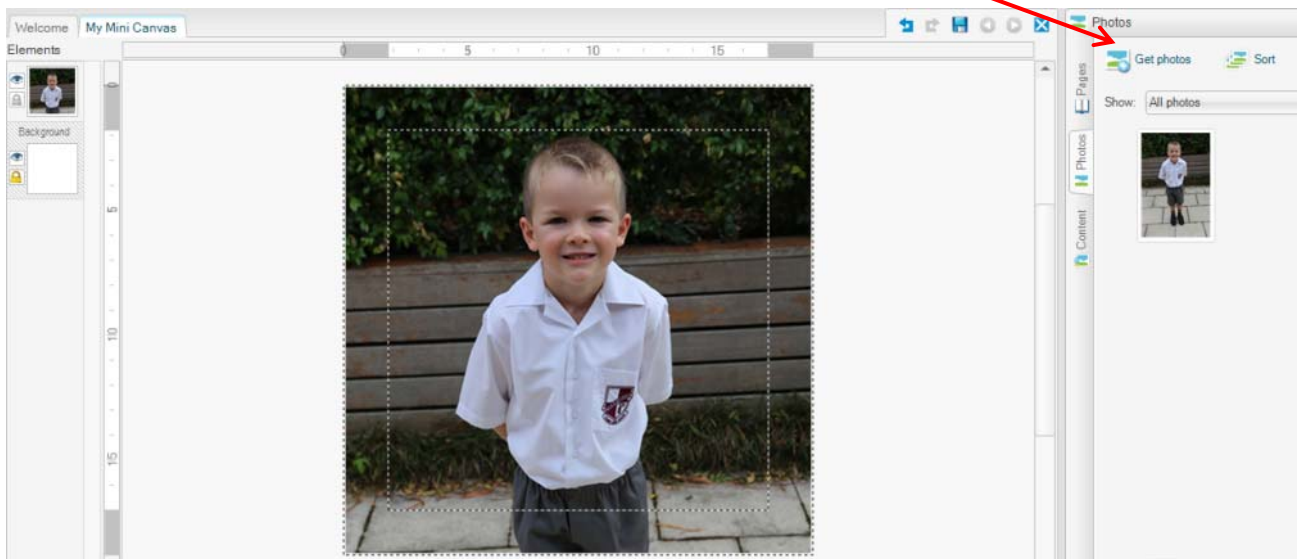 Welcome
My Mini Canvas
Elements
Background
0
5
10
15
0
5
10
15
Pages
Photos
Content
Photos
Get photos
Sort
Show:
All photos